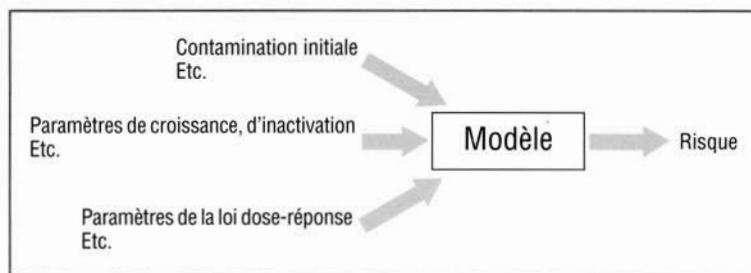 Contamination initiale
Etc.
Paramètres de croissance, d'inactivation
Etc.
Modèle
Risque
Paramètres de la loi dose-réponse
Etc.